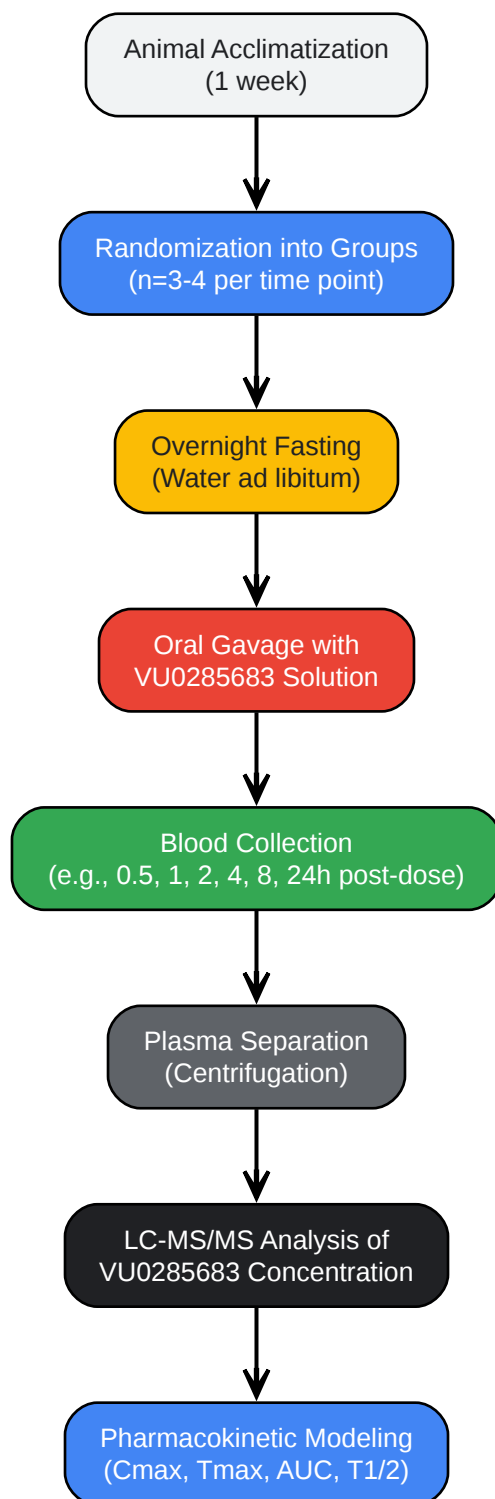 Animal Acclimatization
(1 week)
Randomization into Groups
(n=3-4 per time point)
Overnight Fasting
(Water ad libitum)
Oral Gavage with
VU0285683 Solution
Blood Collection
(e.g., 0.5, 1, 2, 4, 8, 24h post-dose)
Plasma Separation
(Centrifugation)
LC-MS/MS Analysis of
VU0285683 Concentration
Pharmacokinetic Modeling
(Cmax, Tmax, AUC, T1/2)